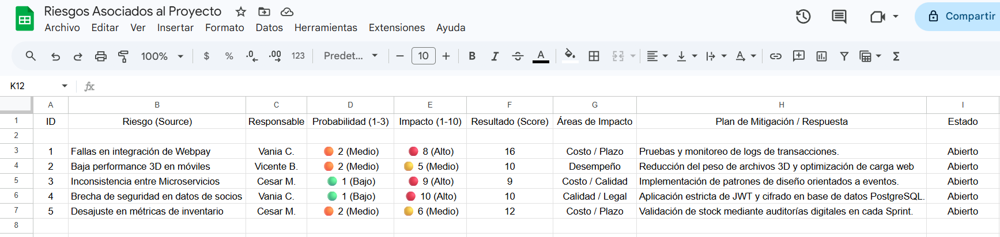 Riesgos Asociados al Proyecto
Archivo Editar Ver Insertar Formato Datos Herramientas Extensiones Ayuda
Compartir
100% $ % .0 .00 123 Predet... 10 B I S A Σ
K12 fx
A B C D E F G H I
1 ID Riesgo (Source) Responsable Probabilidad (1-3) Impacto (1-10) Resultado (Score) Áreas de Impacto Plan de Mitigación / Respuesta Estado
2
3 1 Fallas en integración de Webpay Vania C. 2 (Medio) 8 (Alto) 16 Costo / Plazo Pruebas y monitoreo de logs de transacciones. Abierto
4 2 Baja performance 3D en móviles Vicente B. 2 (Medio) 5 (Medio) 10 Desempeño Reducción del peso de archivos 3D y optimización de carga web Abierto
5 3 Inconsistencia entre Microservicios Cesar M. 1 (Bajo) 9 (Alto) 9 Costo / Calidad Implementación de patrones de diseño orientados a eventos. Abierto
6 4 Brecha de seguridad en datos de socios Vania C. 1 (Bajo) 10 (Alto) 10 Calidad / Legal Aplicación estricta de JWT y cifrado en base de datos PostgreSQL. Abierto
7 5 Desajuste en métricas de inventario Cesar M. 2 (Medio) 6 (Medio) 12 Costo / Plazo Validación de stock mediante auditorías digitales en cada Sprint. Abierto
8